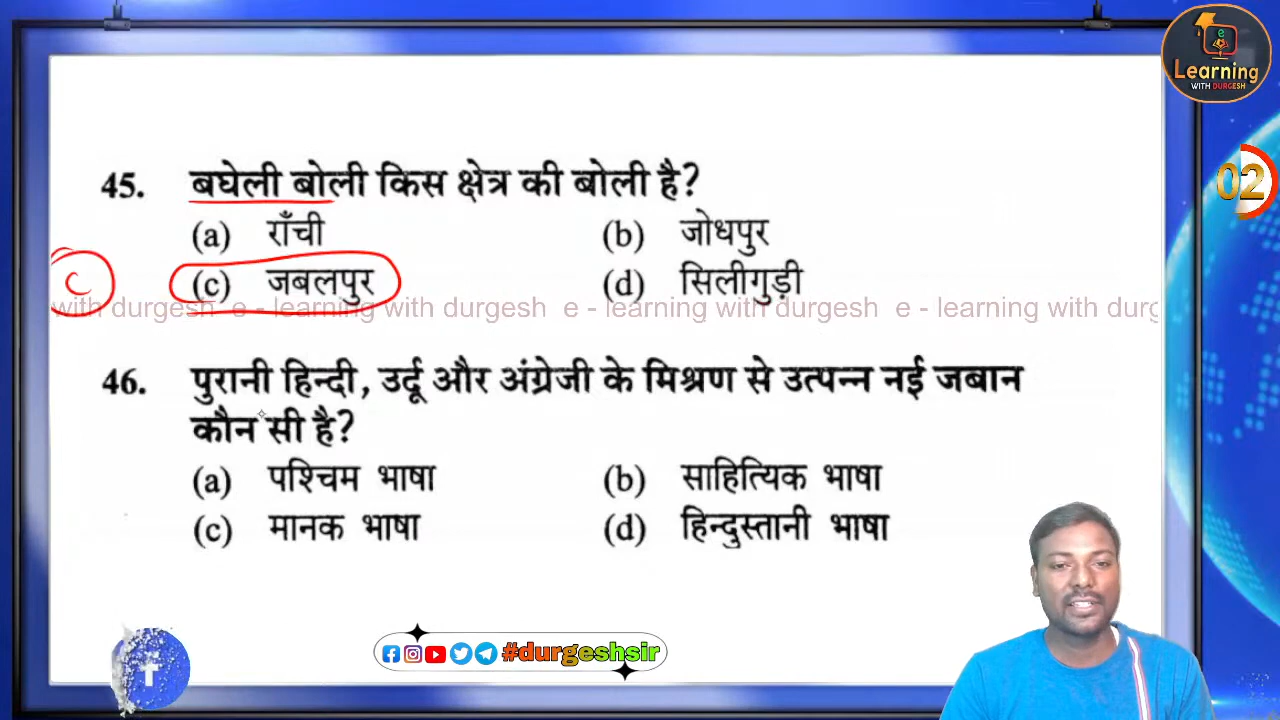 e
Learning
WITH DURGESH
02
45. बघेली बोली किस क्षेत्र की बोली है?
(a) राँची (b) जोधपुर
C (c) जबलपुर (d) सिलीगुड़ी
with durgesh e - learning with durgesh e - learning with durgesh e - learning with durg
46. पुरानी हिन्दी, उर्दू और अंग्रेजी के मिश्रण से उत्पन्न नई जबान
कौन सी है?
(a) पश्चिम भाषा (b) साहित्यिक भाषा
(c) मानक भाषा (d) हिन्दुस्तानी भाषा
#durgeshsir